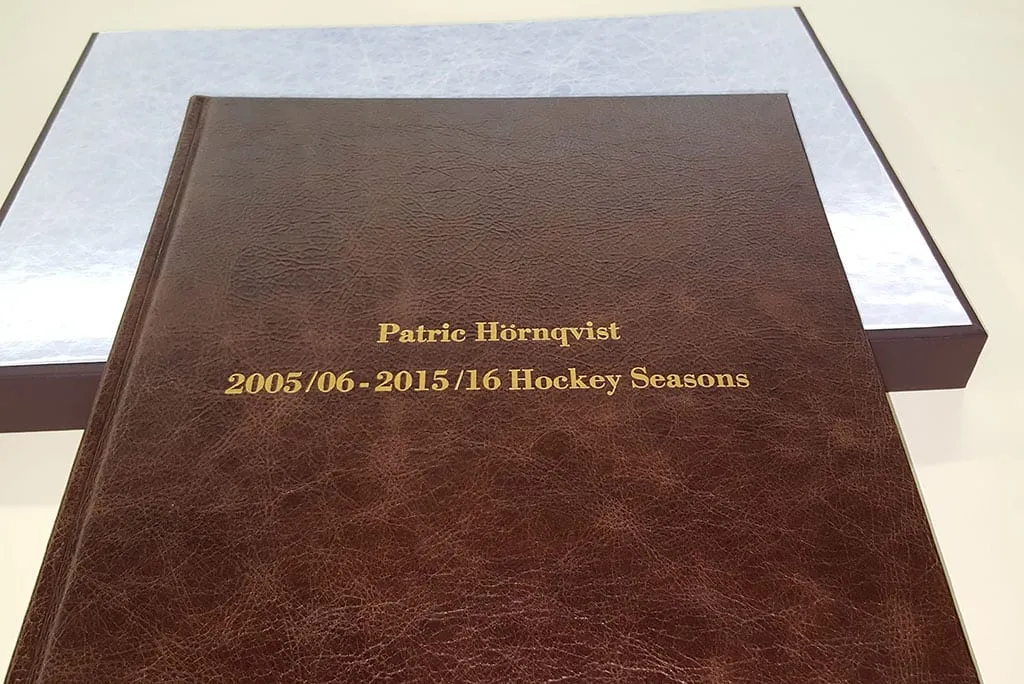 Patric Hörnqvist
2005/06 - 2015/16 Hockey Seasons